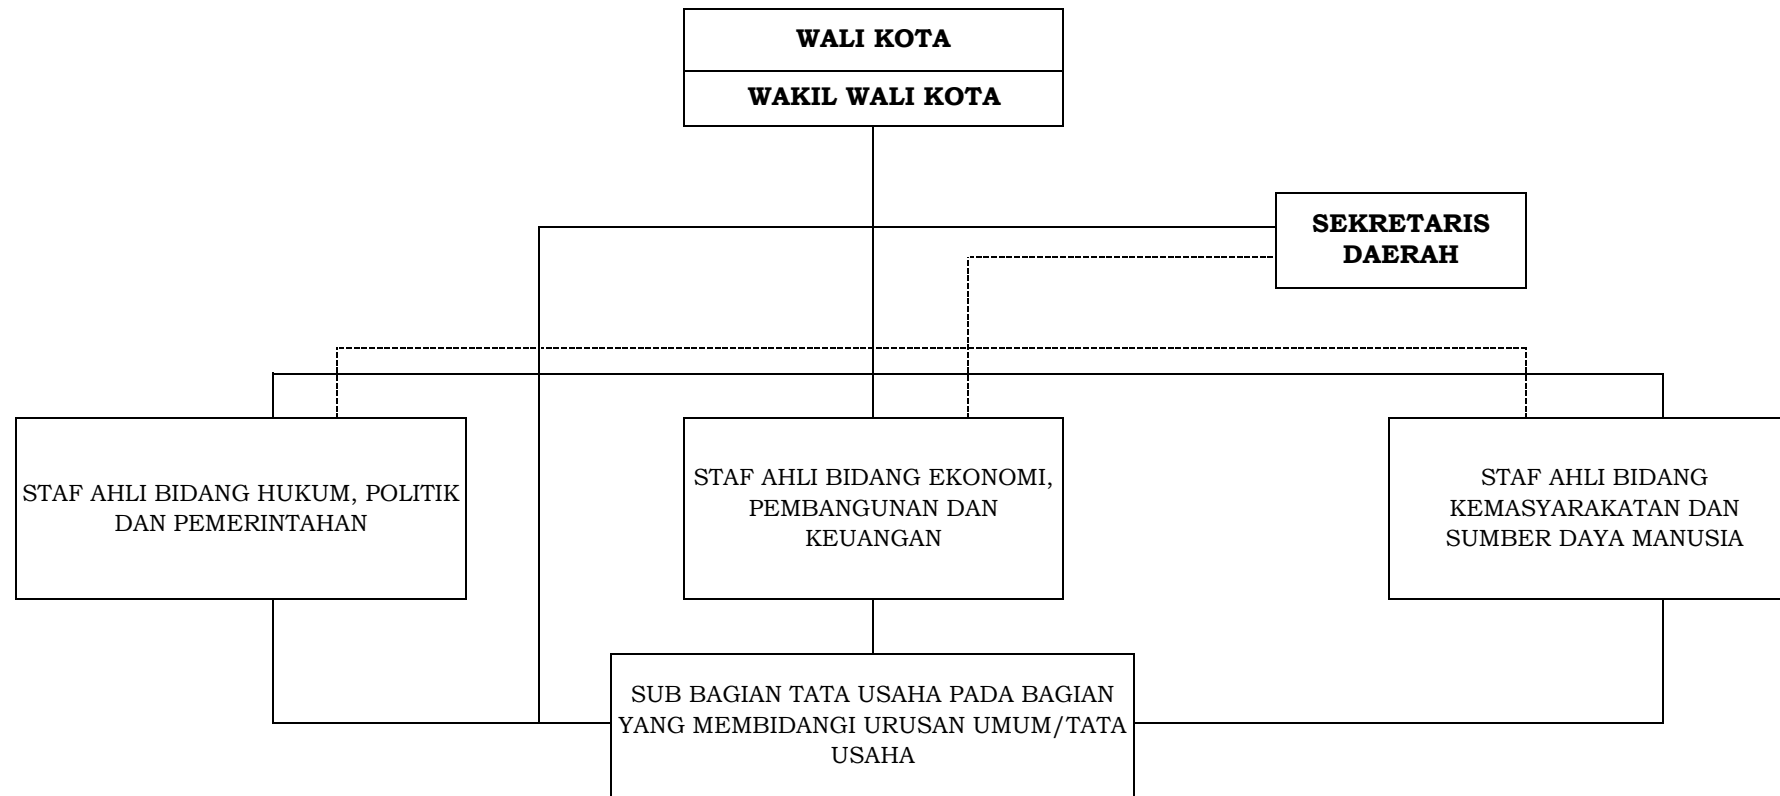 WALI KOTA
WAKIL WALI KOTA
SEKRETARIS
DAERAH
STAF AHLI BIDANG HUKUM, POLITIK
DAN PEMERINTAHAN
STAF AHLI BIDANG EKONOMI,
PEMBANGUNAN DAN
KEUANGAN
STAF AHLI BIDANG
KEMASYARAKATAN DAN
SUMBER DAYA MANUSIA
SUB BAGIAN TATA USAHA PADA BAGIAN
YANG MEMBIDANGI URUSAN UMUM/TATA
USAHA